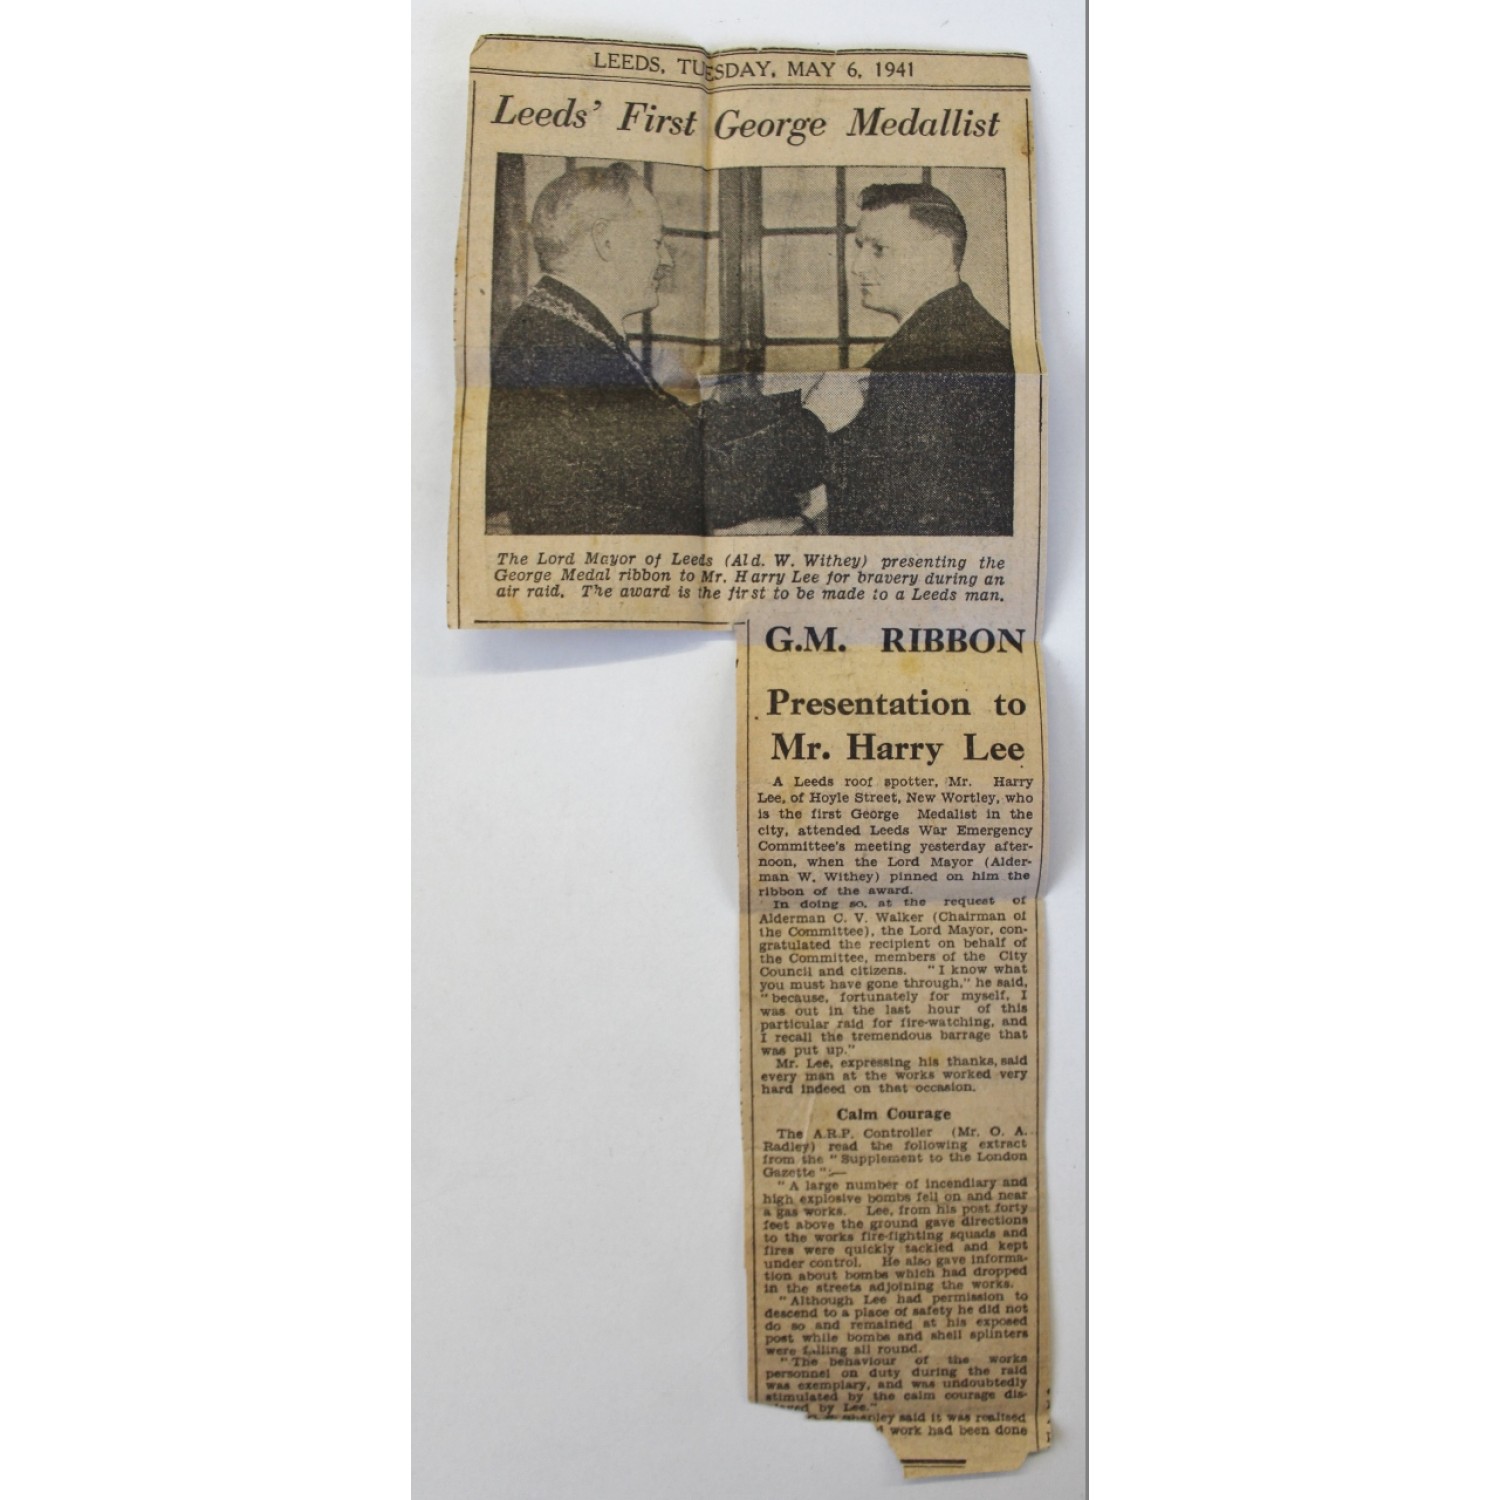 LEEDS, TUESDAY, MAY 6, 1941
Leeds' First George Medallist
The Lord Mayor of Leeds (Ald. W. Withey) presenting the
George Medal ribbon to Mr. Harry Lee for bravery during an
air raid. The award is the first to be made to a Leeds man.
G.M. RIBBON
Presentation to
Mr. Harry Lee
A Leeds roof spotter, Mr. Harry
Lee, of Hoyle Street, New Wortley, who
is the first George Medalist in the
city, attended Leeds War Emergency
Committee's meeting yesterday after-
noon, when the Lord Mayor (Alder-
man W. Withey) pinned on him the
ribbon of the award.
In doing so, at the request of
Alderman C. V. Walker (Chairman of
the Committee), the Lord Mayor, con-
gratulated the recipient on behalf of
the Committee, members of the City
Council and citizens. "I know what
you must have gone through," he said,
"because, fortunately for myself, I
was out in the last hour of this
particular raid for fire-watching, and
I recall the tremendous barrage that
was put up."
Mr. Lee, expressing his thanks, said
every man at the works worked very
hard indeed on that occasion.
Calm Courage
The A.R.P. Controller (Mr. O. A.
Radley) read the following extract
from the "Supplement to the London
Gazette":—
"A large number of incendiary and
high explosive bombs fell on and near
a gas works. Lee, from his post forty
feet above the ground gave directions
to the works fire-fighting squads and
fires were quickly tackled and kept
under control. He also gave informa-
tion about bombs which had dropped
in the streets adjoining the works.
"Although Lee had permission to
descend to a place of safety he did not
do so and remained at his exposed
post while bombs and shell splinters
were falling all round.
"The behaviour of the works
personnel on duty during the raid
was exemplary, and was undoubtedly
stimulated by the calm courage dis-
played by Lee."
said it was realised
work had been done